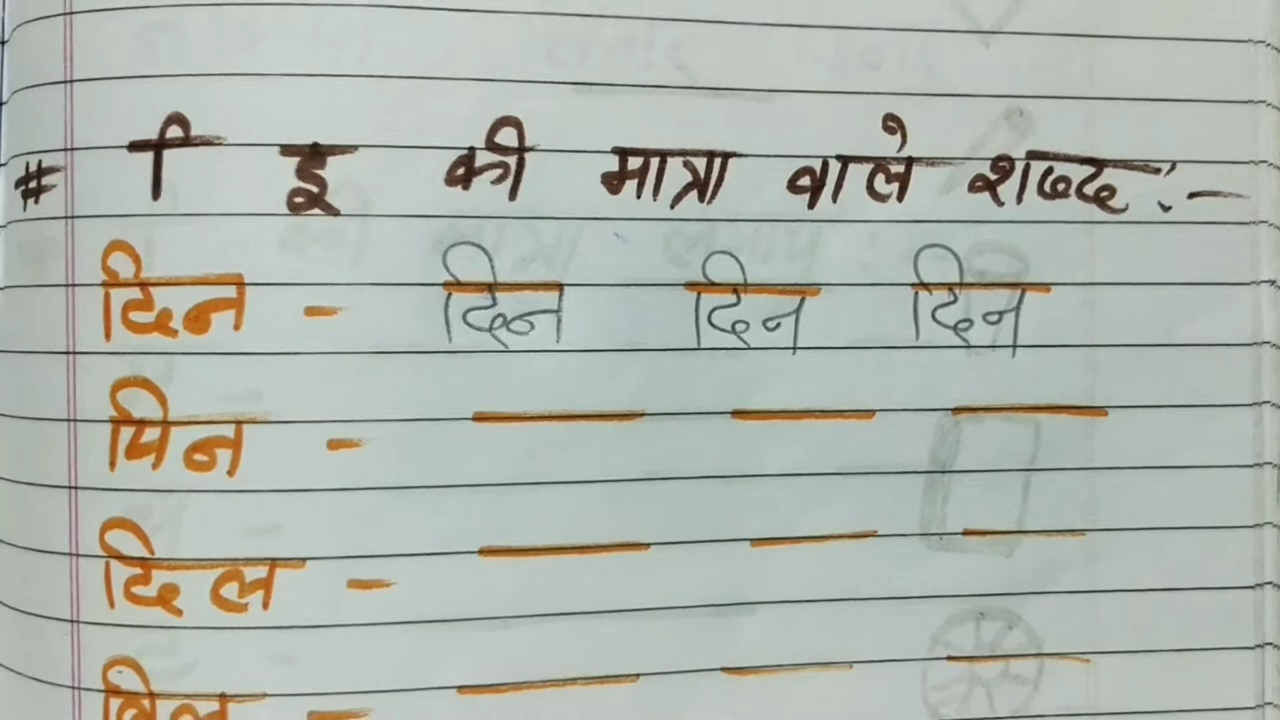 # ि इ की मात्रा वाले शब्द :-
दिन - दिन दिन दिन
पिन -
दिल -